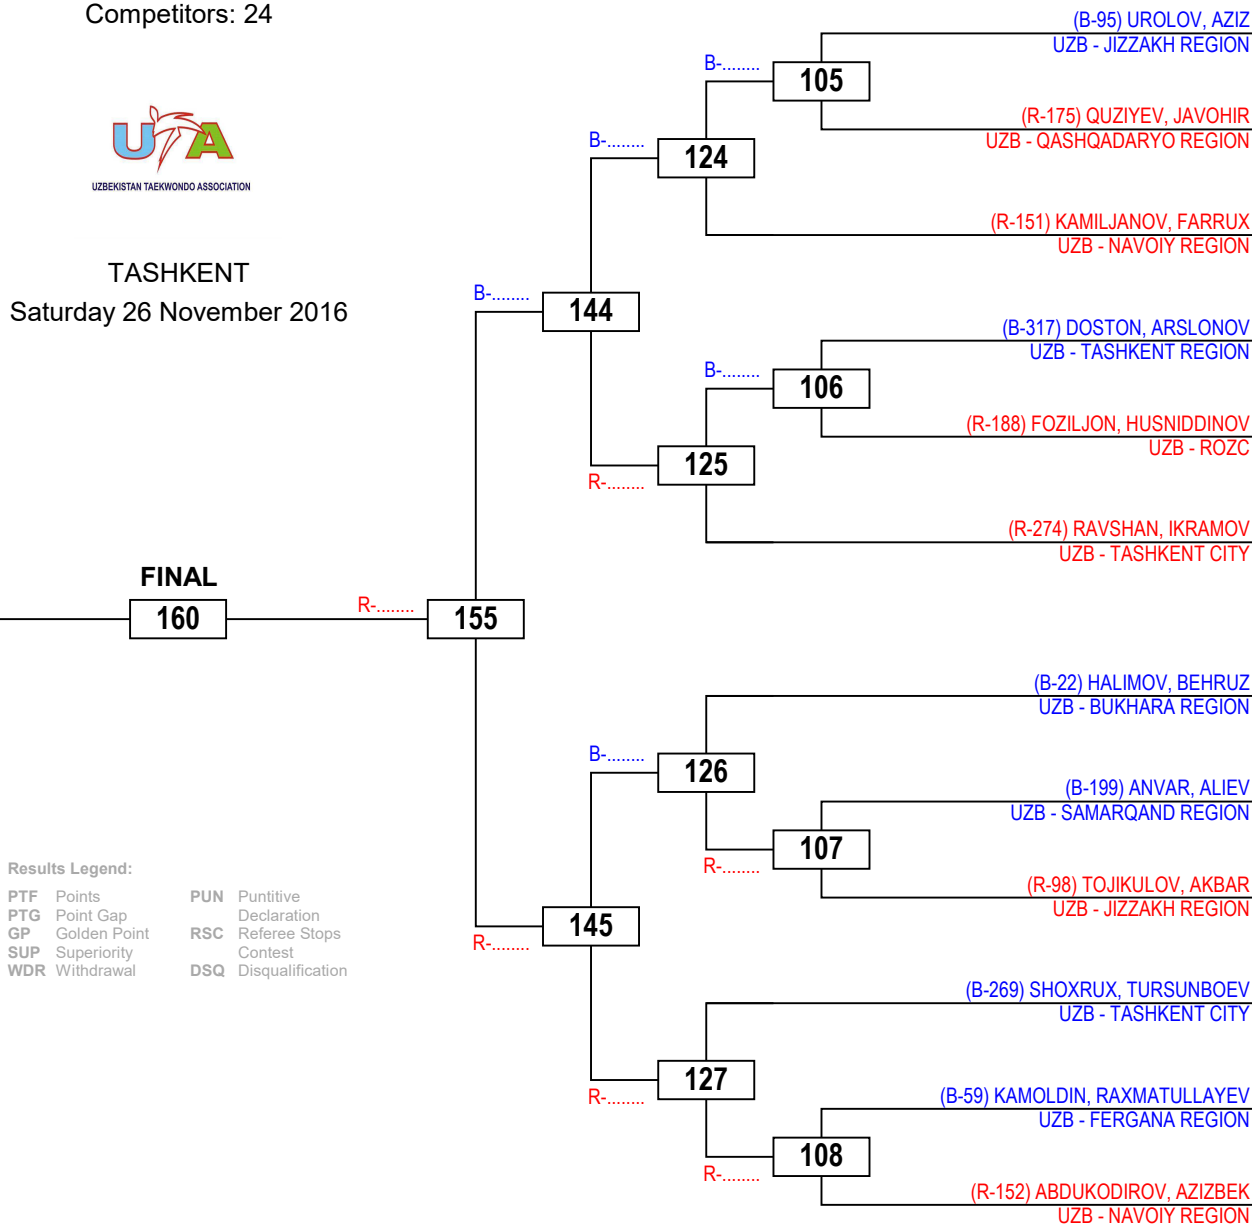 Competitors: 24
UTA
UZBEKISTAN TAEKWONDO ASSOCIATION
TASHKENT
Saturday 26 November 2016
(B-95) UROLOV, AZIZ
UZB - JIZZAKH REGION
B-........
105
(R-175) QUZIYEV, JAVOHIR
UZB - QASHQADARYO REGION
B-........
124
(R-151) KAMILJANOV, FARRUX
UZB - NAVOIY REGION
B-........
144
(B-317) DOSTON, ARSLONOV
UZB - TASHKENT REGION
B-........
106
(R-188) FOZILJON, HUSNIDDINOV
UZB - ROZC
125
R-........
(R-274) RAVSHAN, IKRAMOV
UZB - TASHKENT CITY
FINAL
160
R-........
155
(B-22) HALIMOV, BEHRUZ
UZB - BUKHARA REGION
B-........
126
(B-199) ANVAR, ALIEV
UZB - SAMARQAND REGION
107
R-........
(R-98) TOJIKULOV, AKBAR
UZB - JIZZAKH REGION
145
R-........
(B-269) SHOXRUX, TURSUNBOEV
UZB - TASHKENT CITY
127
R-........
(B-59) KAMOLDIN, RAXMATULLAYEV
UZB - FERGANA REGION
108
R-........
(R-152) ABDUKODIROV, AZIZBEK
UZB - NAVOIY REGION
Results Legend:
PTF Points
PTG Point Gap
GP Golden Point
SUP Superiority
WDR Withdrawal
PUN Puntitive
Declaration
RSC Referee Stops
Contest
DSQ Disqualification